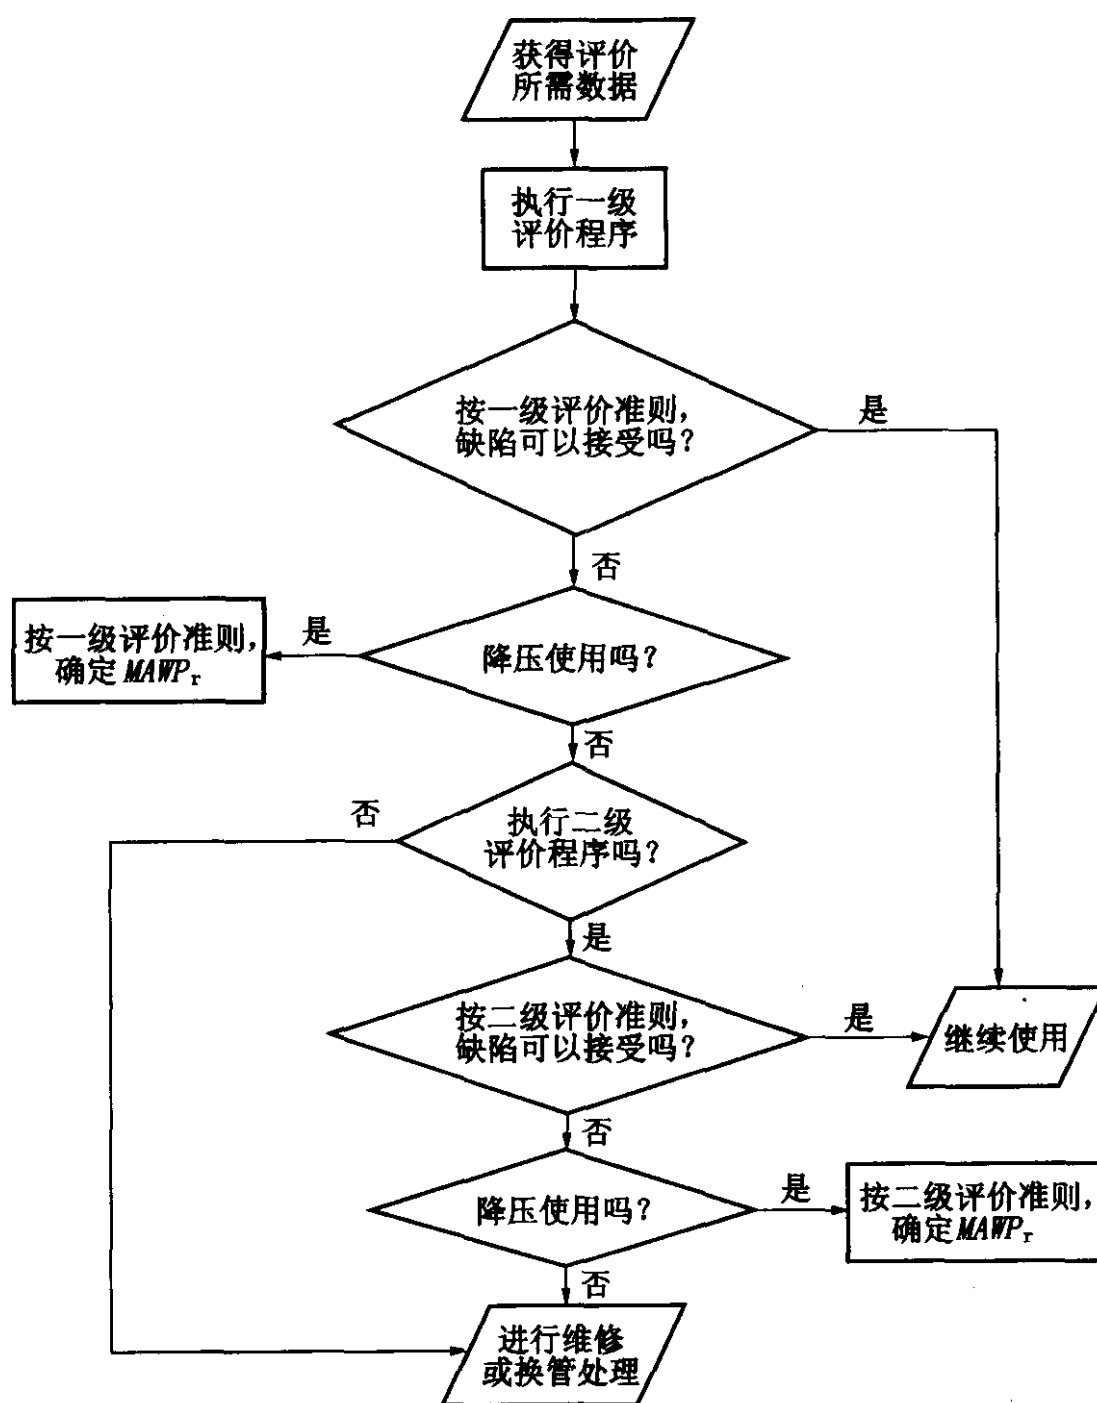 获得评价
所需数据
执行一级
评价程序
按一级评价准则,
缺陷可以接受吗?
是
否
按一级评价准则,
确定 MAWPr
是
降压使用吗?
否
否
执行二级
评价程序吗?
是
按二级评价准则,
缺陷可以接受吗?
是
继续使用
否
降压使用吗?
是
按二级评价准则,
确定MAWPr
否
进行维修
或换管处理